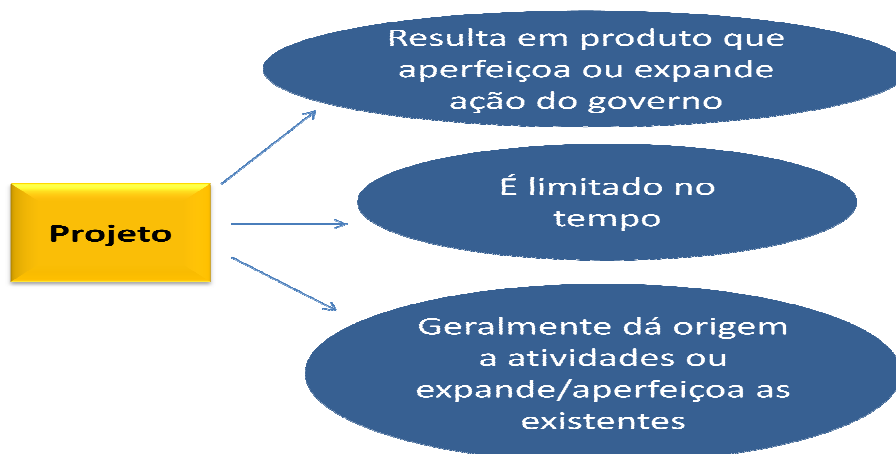 Resulta em produto que
aperfeiçoa ou expande
ação do governo
É limitado no
tempo
Projeto
Geralmente dá origem
a atividades ou
expande/aperfeiçoa as
existentes